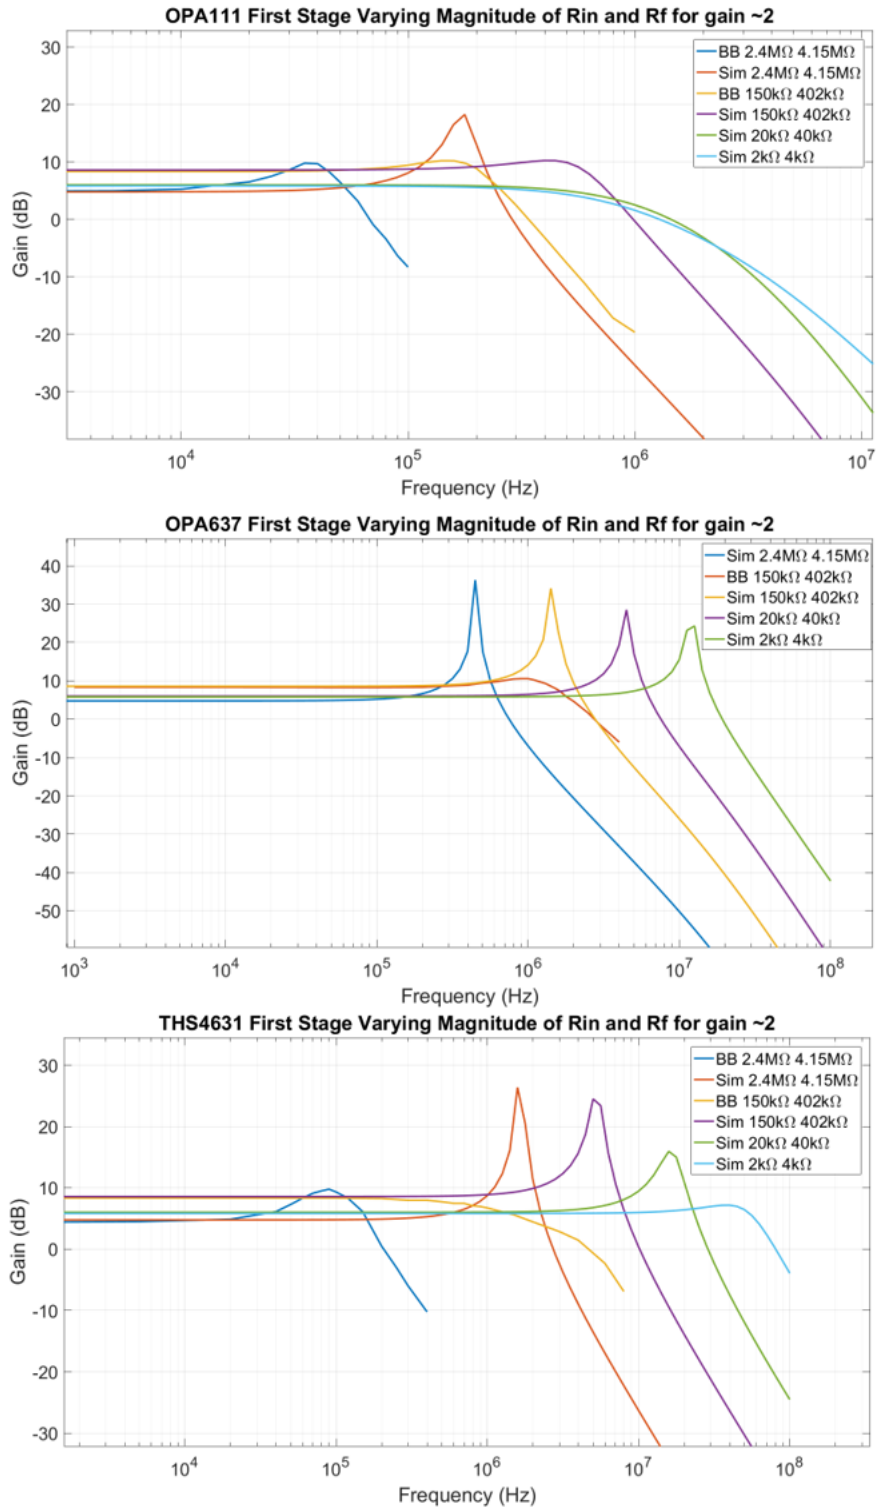 OPA111 First Stage Varying Magnitude of Rin and Rf for gain ~2
30
20
10
0
-10
-20
-30
Gain (dB)
BB 2.4MΩ 4.15MΩ
Sim 2.4MΩ 4.15MΩ
BB 150kΩ 402kΩ
Sim 150kΩ 402kΩ
Sim 20kΩ 40kΩ
Sim 2kΩ 4kΩ
10⁴ 10⁵ 10⁶ 10⁷
Frequency (Hz)
OPA637 First Stage Varying Magnitude of Rin and Rf for gain ~2
40
30
20
10
0
-10
-20
-30
-40
-50
Gain (dB)
Sim 2.4MΩ 4.15MΩ
BB 150kΩ 402kΩ
Sim 150kΩ 402kΩ
Sim 20kΩ 40kΩ
Sim 2kΩ 4kΩ
10³ 10⁴ 10⁵ 10⁶ 10⁷ 10⁸
Frequency (Hz)
THS4631 First Stage Varying Magnitude of Rin and Rf for gain ~2
30
20
10
0
-10
-20
-30
Gain (dB)
BB 2.4MΩ 4.15MΩ
Sim 2.4MΩ 4.15MΩ
BB 150kΩ 402kΩ
Sim 150kΩ 402kΩ
Sim 20kΩ 40kΩ
Sim 2kΩ 4kΩ
10⁴ 10⁵ 10⁶ 10⁷ 10⁸
Frequency (Hz)